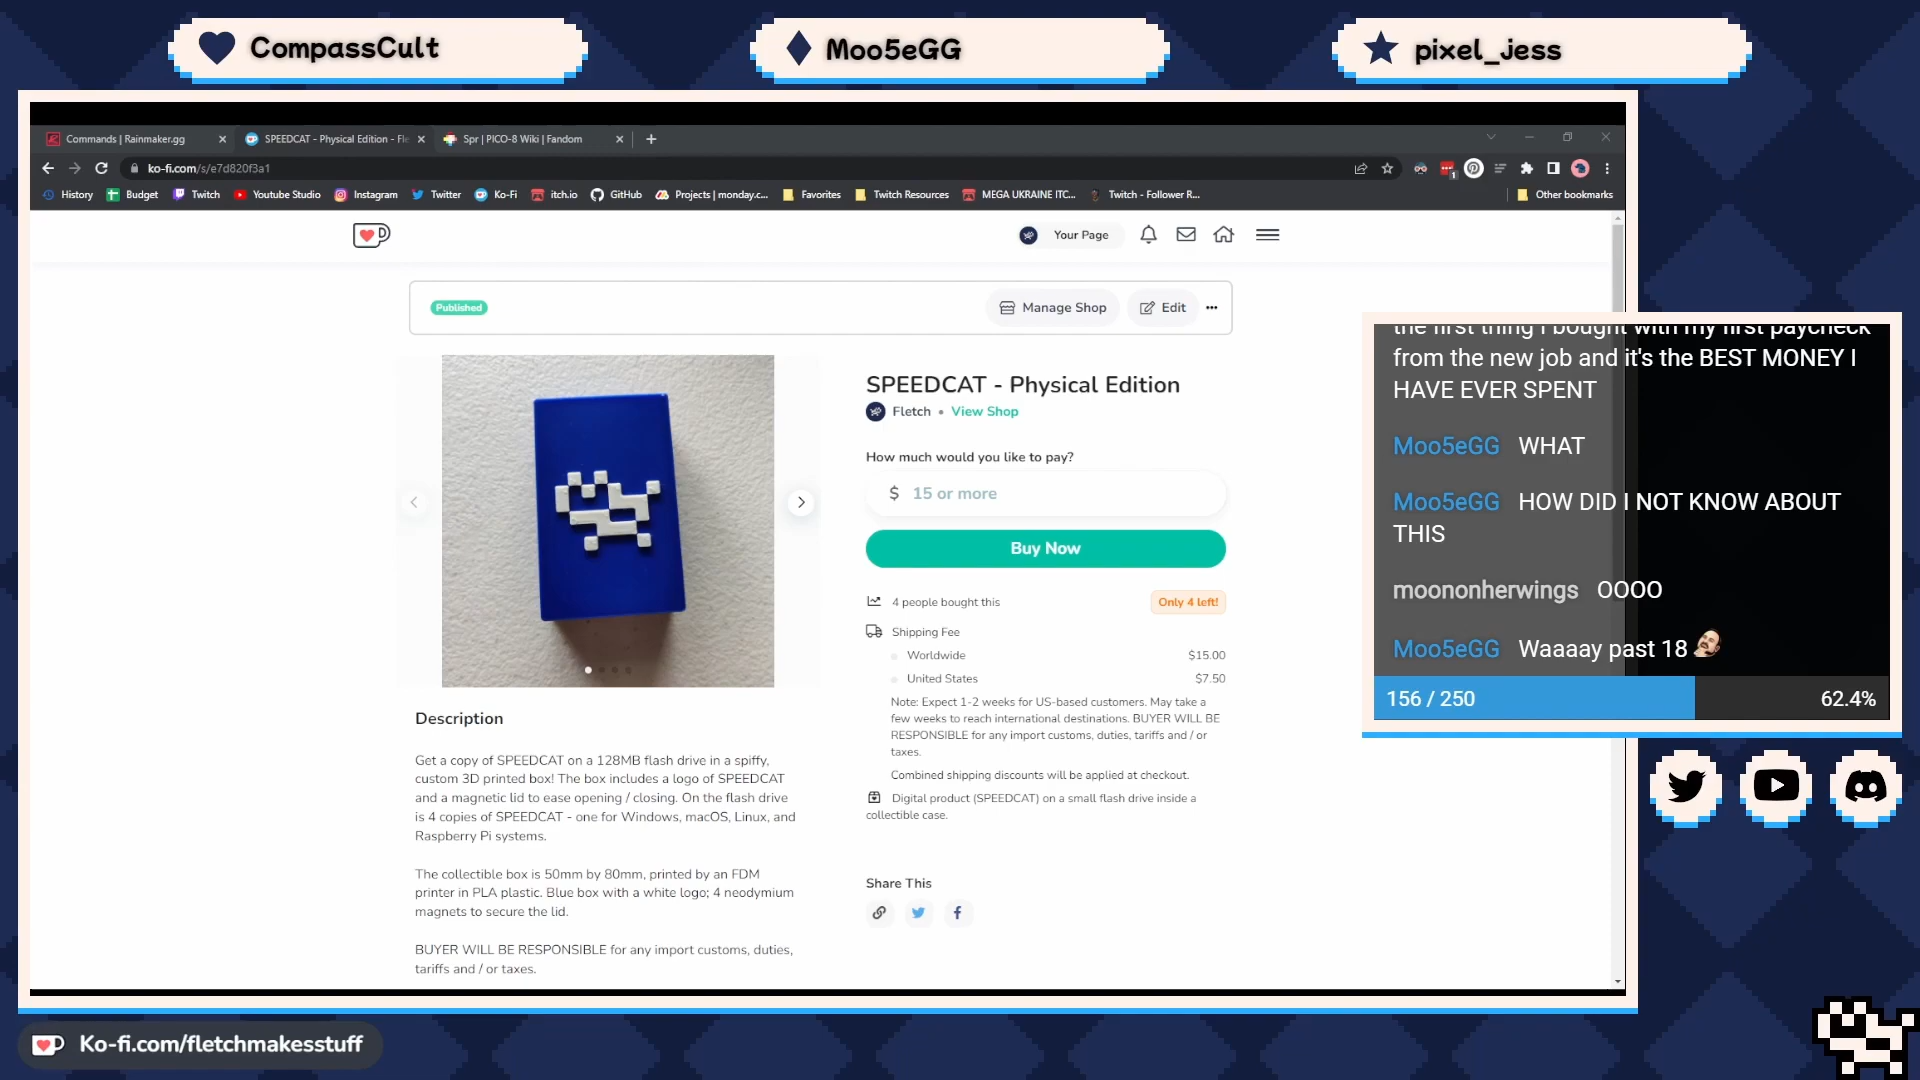 CompassCult
Moo5eGG
pixel_jess
Commands | Rainmaker.gg
SPEEDCAT - Physical Edition - Fle
Spr | PICO-8 Wiki | Fandom
ko-fi.com/s/e7d820f3a1
1
History
Budget
Twitch
Youtube Studio
Instagram
Twitter
Ko-Fi
itch.io
GitHub
Projects | monday.c...
Favorites
Twitch Resources
MEGA UKRAINE ITC...
Twitch - Follower R...
Other bookmarks
Your Page
Published
Manage Shop
Edit
SPEEDCAT - Physical Edition
Fletch • View Shop
How much would you like to pay?
$ 15 or more
Buy Now
4 people bought this
Only 4 left!
Shipping Fee
Worldwide $15.00
United States $7.50
Note: Expect 1-2 weeks for US-based customers. May take a
few weeks to reach international destinations. BUYER WILL BE
RESPONSIBLE for any import customs, duties, tariffs and / or
taxes.
Combined shipping discounts will be applied at checkout.
Digital product (SPEEDCAT) on a small flash drive inside a
collectible case.
Share This
Description
Get a copy of SPEEDCAT on a 128MB flash drive in a spiffy,
custom 3D printed box! The box includes a logo of SPEEDCAT
and a magnetic lid to ease opening / closing. On the flash drive
is 4 copies of SPEEDCAT - one for Windows, macOS, Linux, and
Raspberry Pi systems.
The collectible box is 50mm by 80mm, printed by an FDM
printer in PLA plastic. Blue box with a white logo; 4 neodymium
magnets to secure the lid.
BUYER WILL BE RESPONSIBLE for any import customs, duties,
tariffs and / or taxes.
the first thing I bought with my first paycheck
from the new job and it's the BEST MONEY I
HAVE EVER SPENT
Moo5eGG WHAT
Moo5eGG HOW DID I NOT KNOW ABOUT
THIS
moononherwings OOOO
Moo5eGG Waaaay past 18
156 / 250 62.4%
Ko-fi.com/fletchmakesstuff